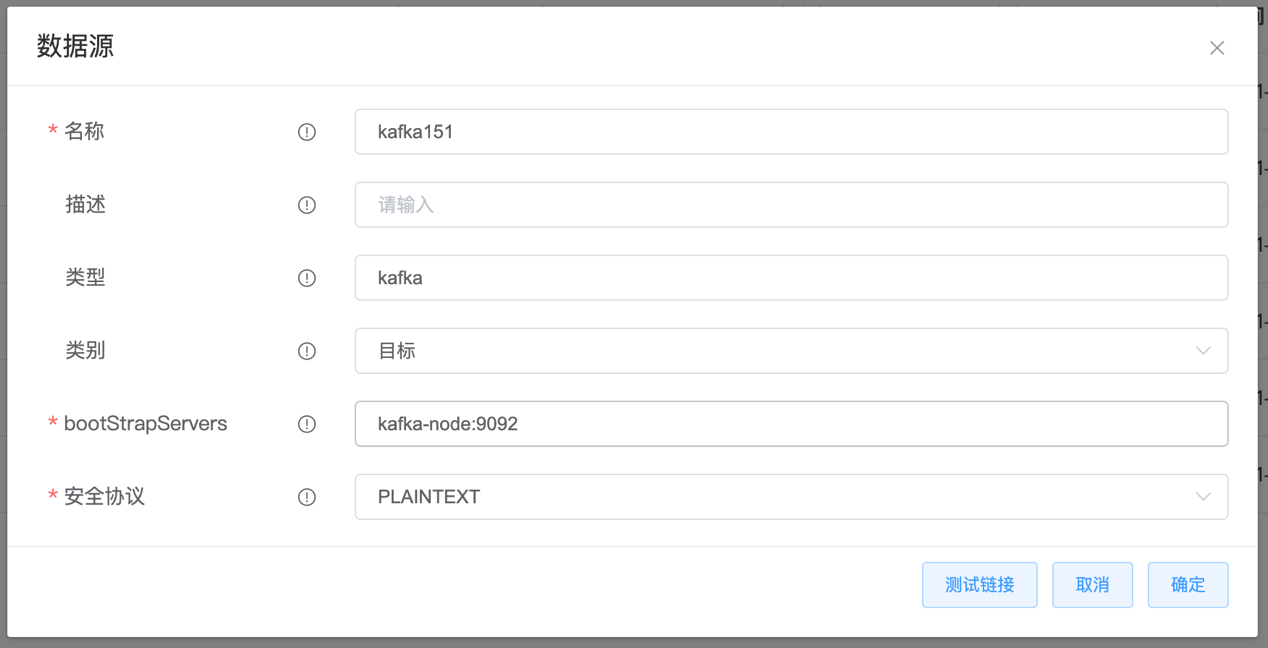 数据源
* 名称 kafka151
描述 请输入
类型 kafka
类别 目标
* bootStrapServers kafka-node:9092
* 安全协议 PLAINTEXT
测试链接 取消 确定